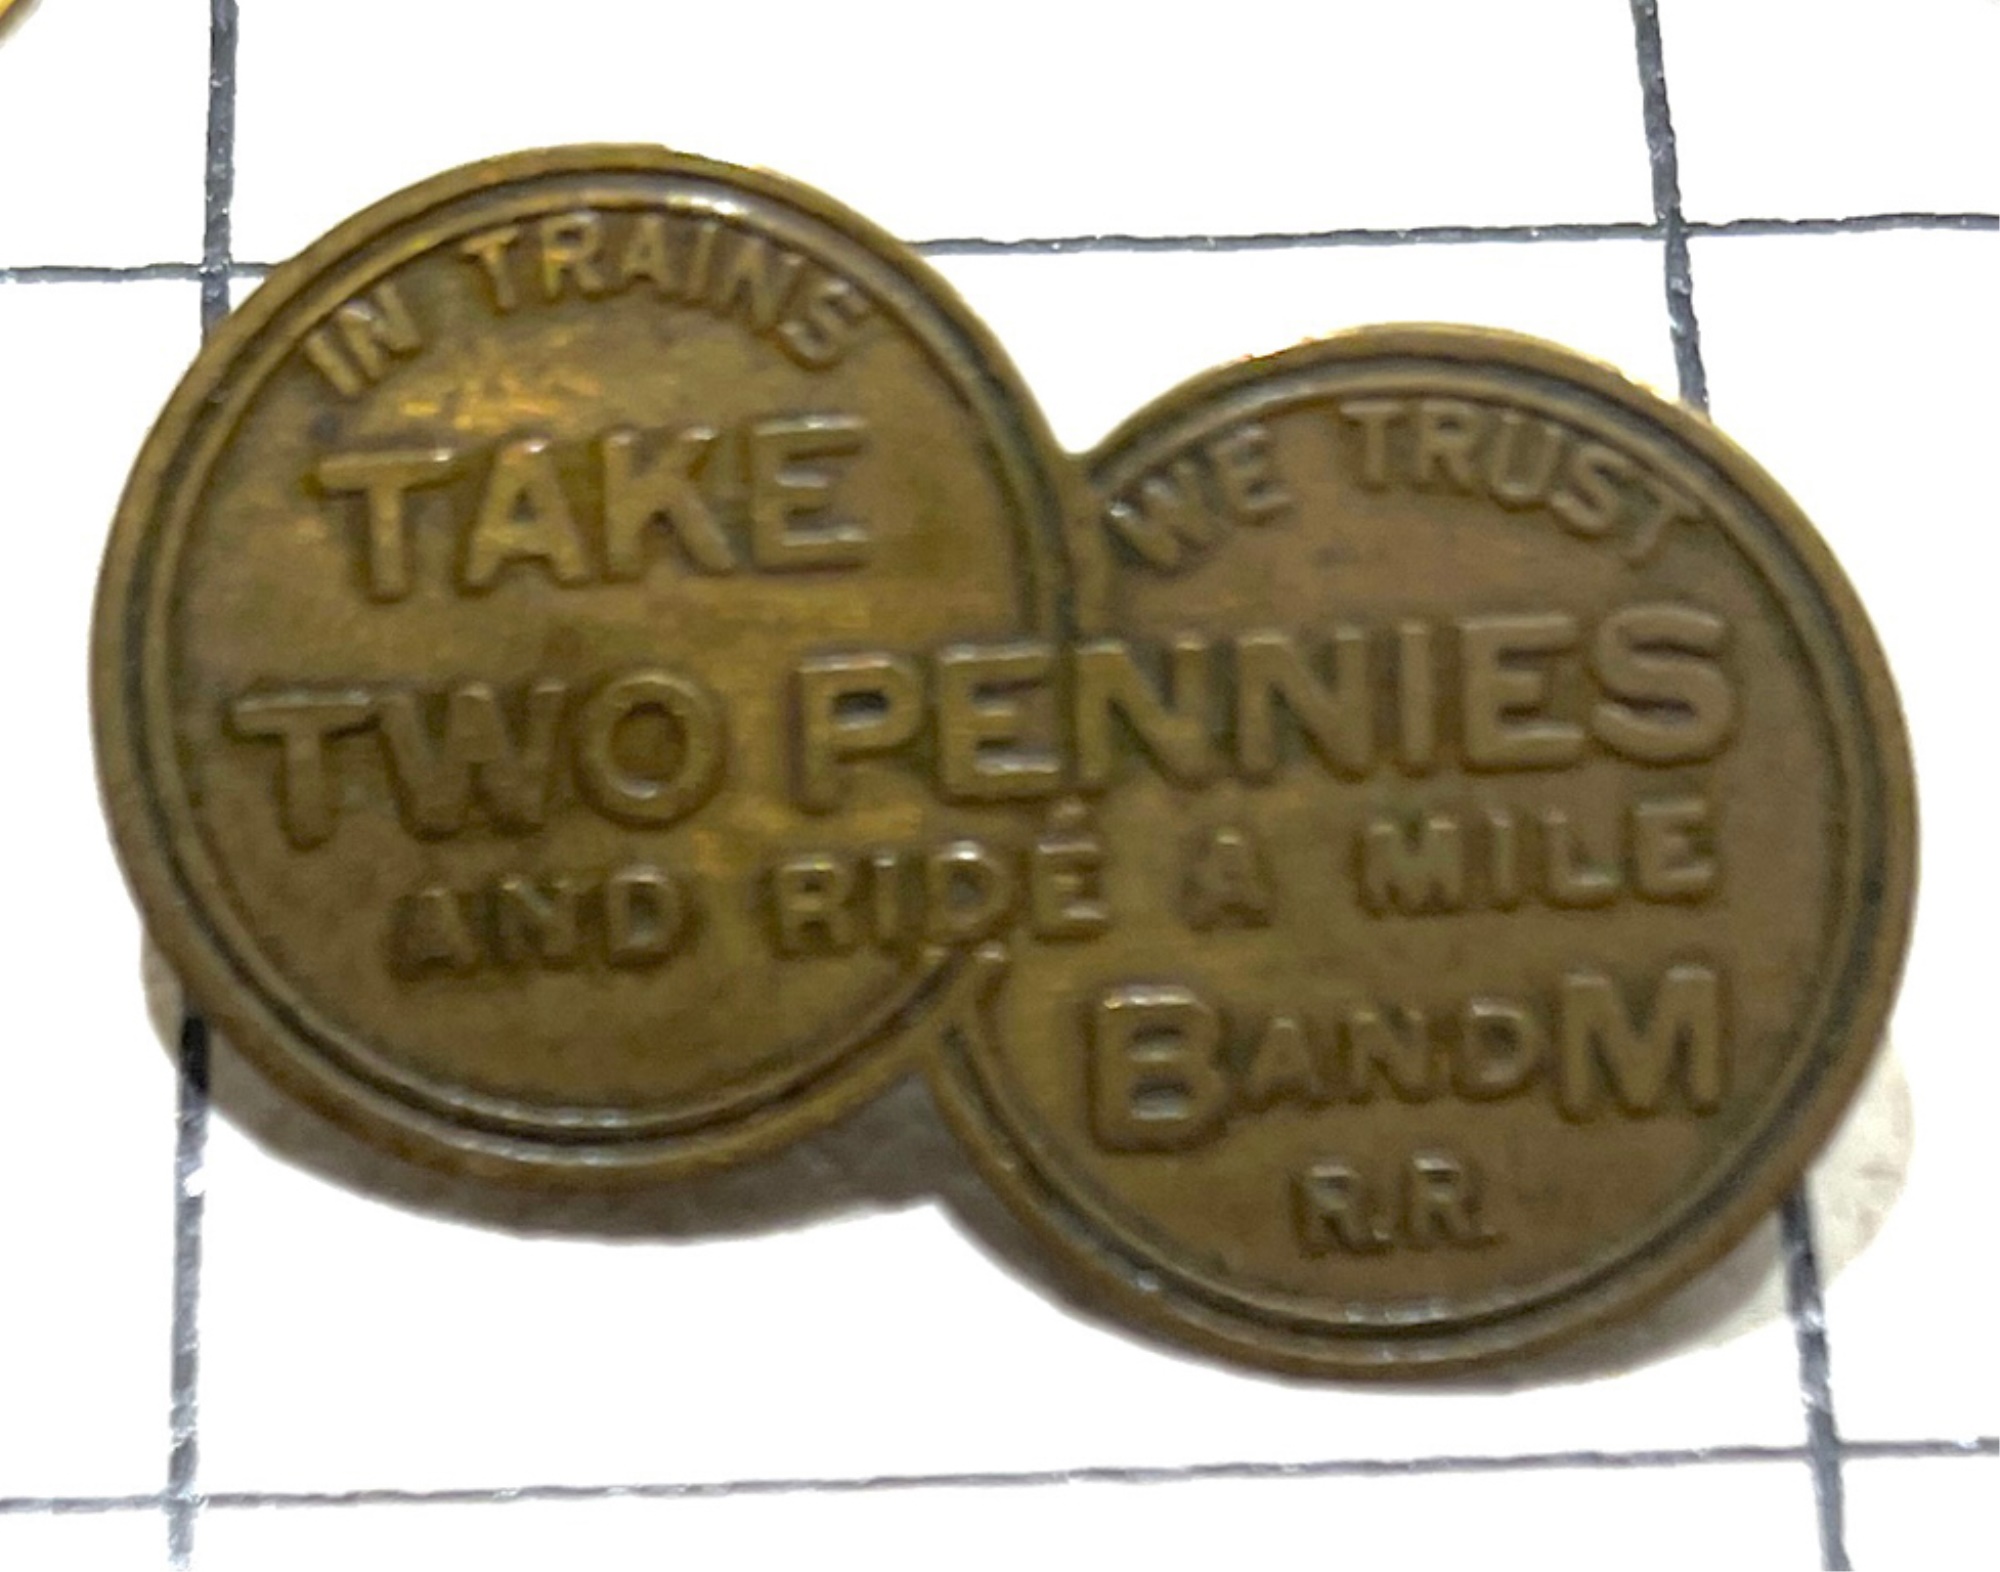 IN TRAINS
WE TRUST
TAKE
TWO PENNIES
AND RIDE A MILE
BANDM
R.R.